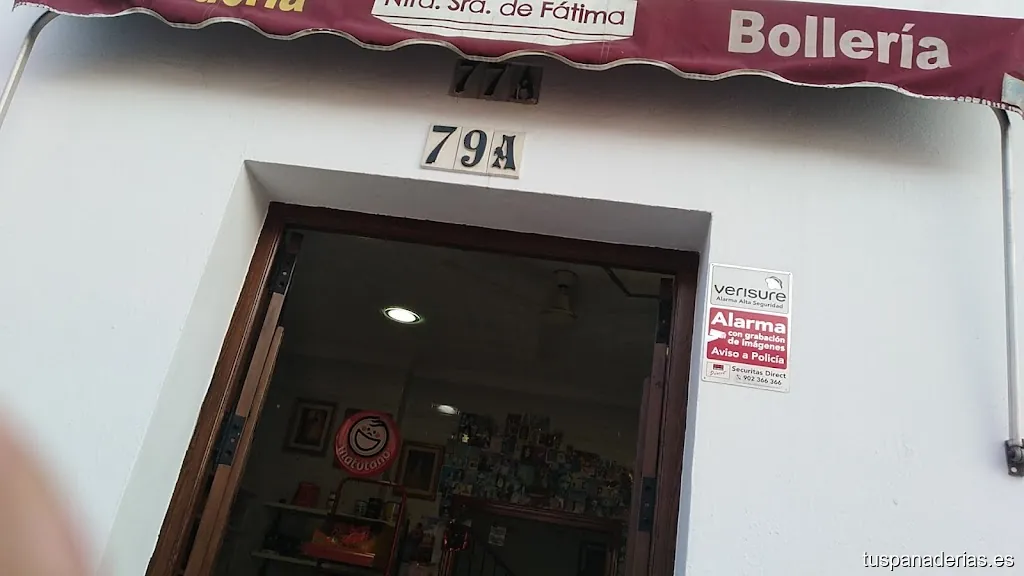 Ntra. Sra. de Fátima
Bollería
77A
79A
verisure
Alarma Alta Seguridad
Alarma
con grabación
de imágenes
Aviso a Policía
Securitas Direct
902 366 366
matutano
tuspanaderias.es